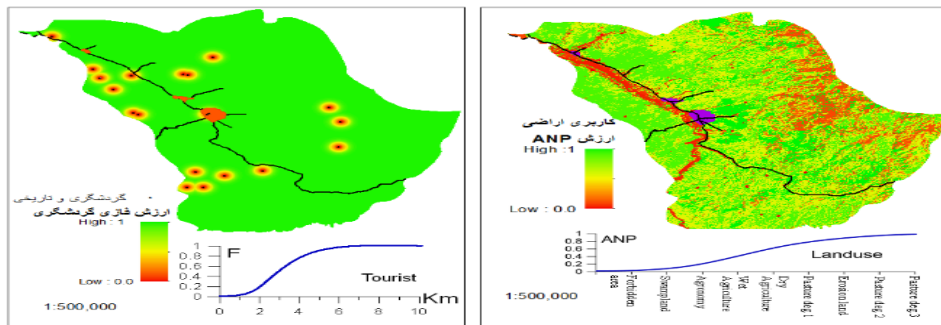 گردشگری و تاریخی
ارزش فازی گردشگری
High : 1
Low : 0.0
F
1
0.8
0.6
0.4
0.2
0
Tourist
0 2 4 6 8 10
Km
1:500,000
کاربری اراضی
ارزش ANP
High : 1
Low : 0.0
ANP
1
0.8
0.6
0.4
0.2
0
Landuse
Forbidden area
Swampland
Agronomy
Wet Agriculture
Dry Agriculture
Pasture deg.1
Erosion land
Pasture deg.2
Pasture deg.3
1:500,000